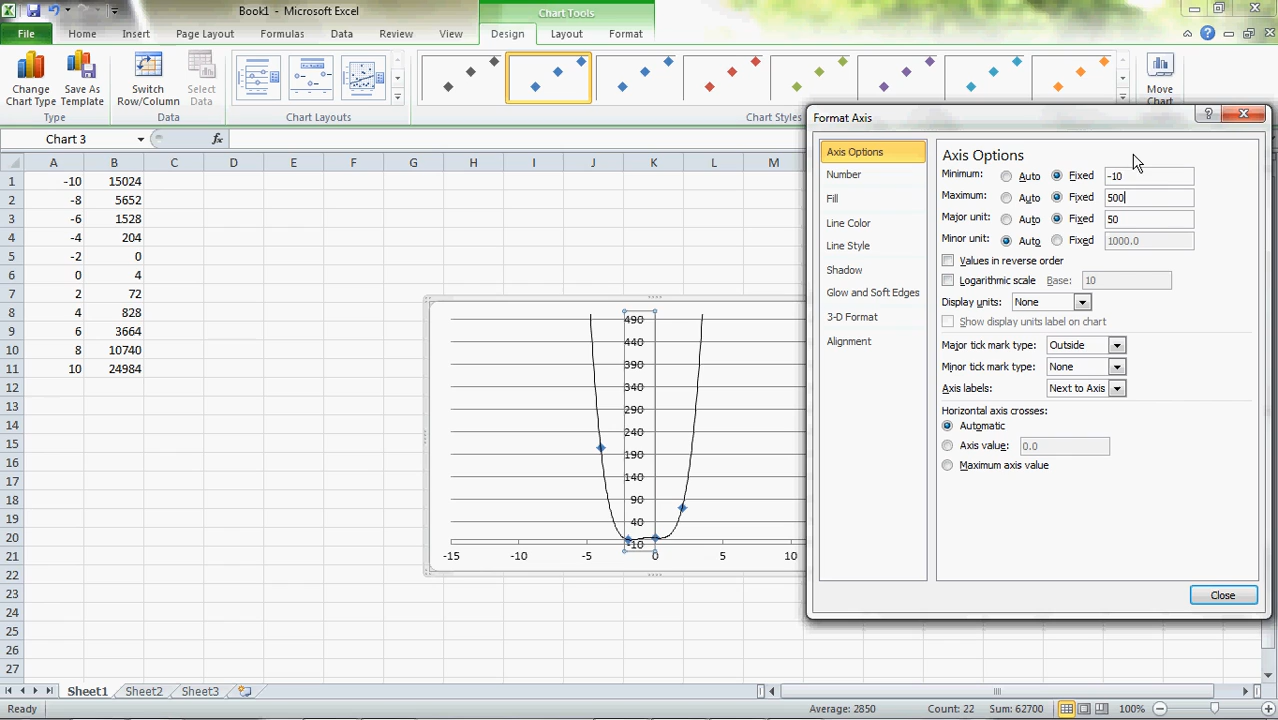 Book1 - Microsoft Excel
Chart Tools
File Home Insert Page Layout Formulas Data Review View Design Layout Format
Change Chart Type
Save As Template
Switch Row/Column
Select Data
Move Chart
Type Data Chart Layouts Chart Styles
Chart 3 fx
A B C D E F G H I J K L M
1 -10 15024
2 -8 5652
3 -6 1528
4 -4 204
5 -2 0
6 0 4
7 2 72
8 4 828
9 6 3664
10 8 10740
11 10 24984
12
13
14
15
16
17
18
19
20
21
22
23
24
25
26
27
490
440
390
340
290
240
190
140
90
40
-10
-15 -10 -5 0 5 10
Format Axis
Axis Options
Number
Fill
Line Color
Line Style
Shadow
Glow and Soft Edges
3-D Format
Alignment
Axis Options
Minimum: Auto Fixed -10
Maximum: Auto Fixed 500
Major unit: Auto Fixed 50
Minor unit: Auto Fixed 1000.0
Values in reverse order
Logarithmic scale Base: 10
Display units: None
Show display units label on chart
Major tick mark type: Outside
Minor tick mark type: None
Axis labels: Next to Axis
Horizontal axis crosses:
Automatic
Axis value: 0.0
Maximum axis value
Close
Sheet1 Sheet2 Sheet3
Ready Average: 2850 Count: 22 Sum: 62700 100%